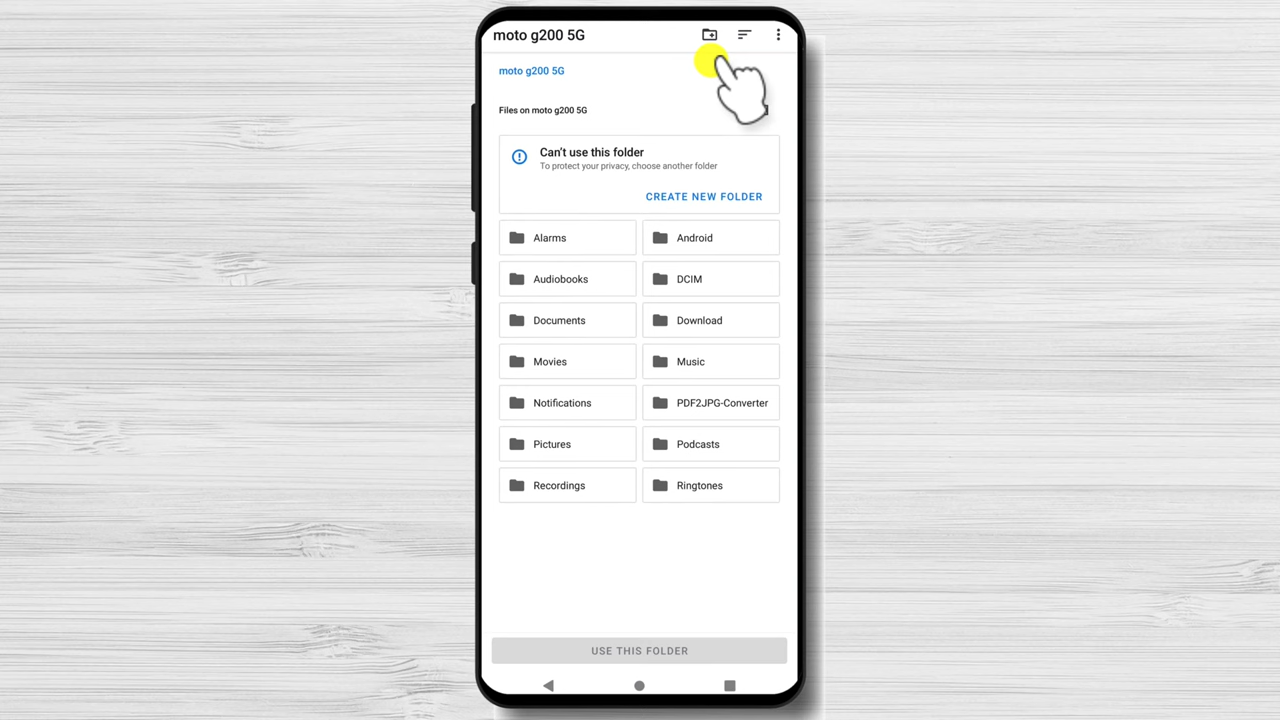 moto g200 5G
moto g200 5G
Files on moto g200 5G
Can't use this folder
To protect your privacy, choose another folder
CREATE NEW FOLDER
Alarms
Android
Audiobooks
DCIM
Documents
Download
Movies
Music
Notifications
PDF2JPG-Converter
Pictures
Podcasts
Recordings
Ringtones
USE THIS FOLDER